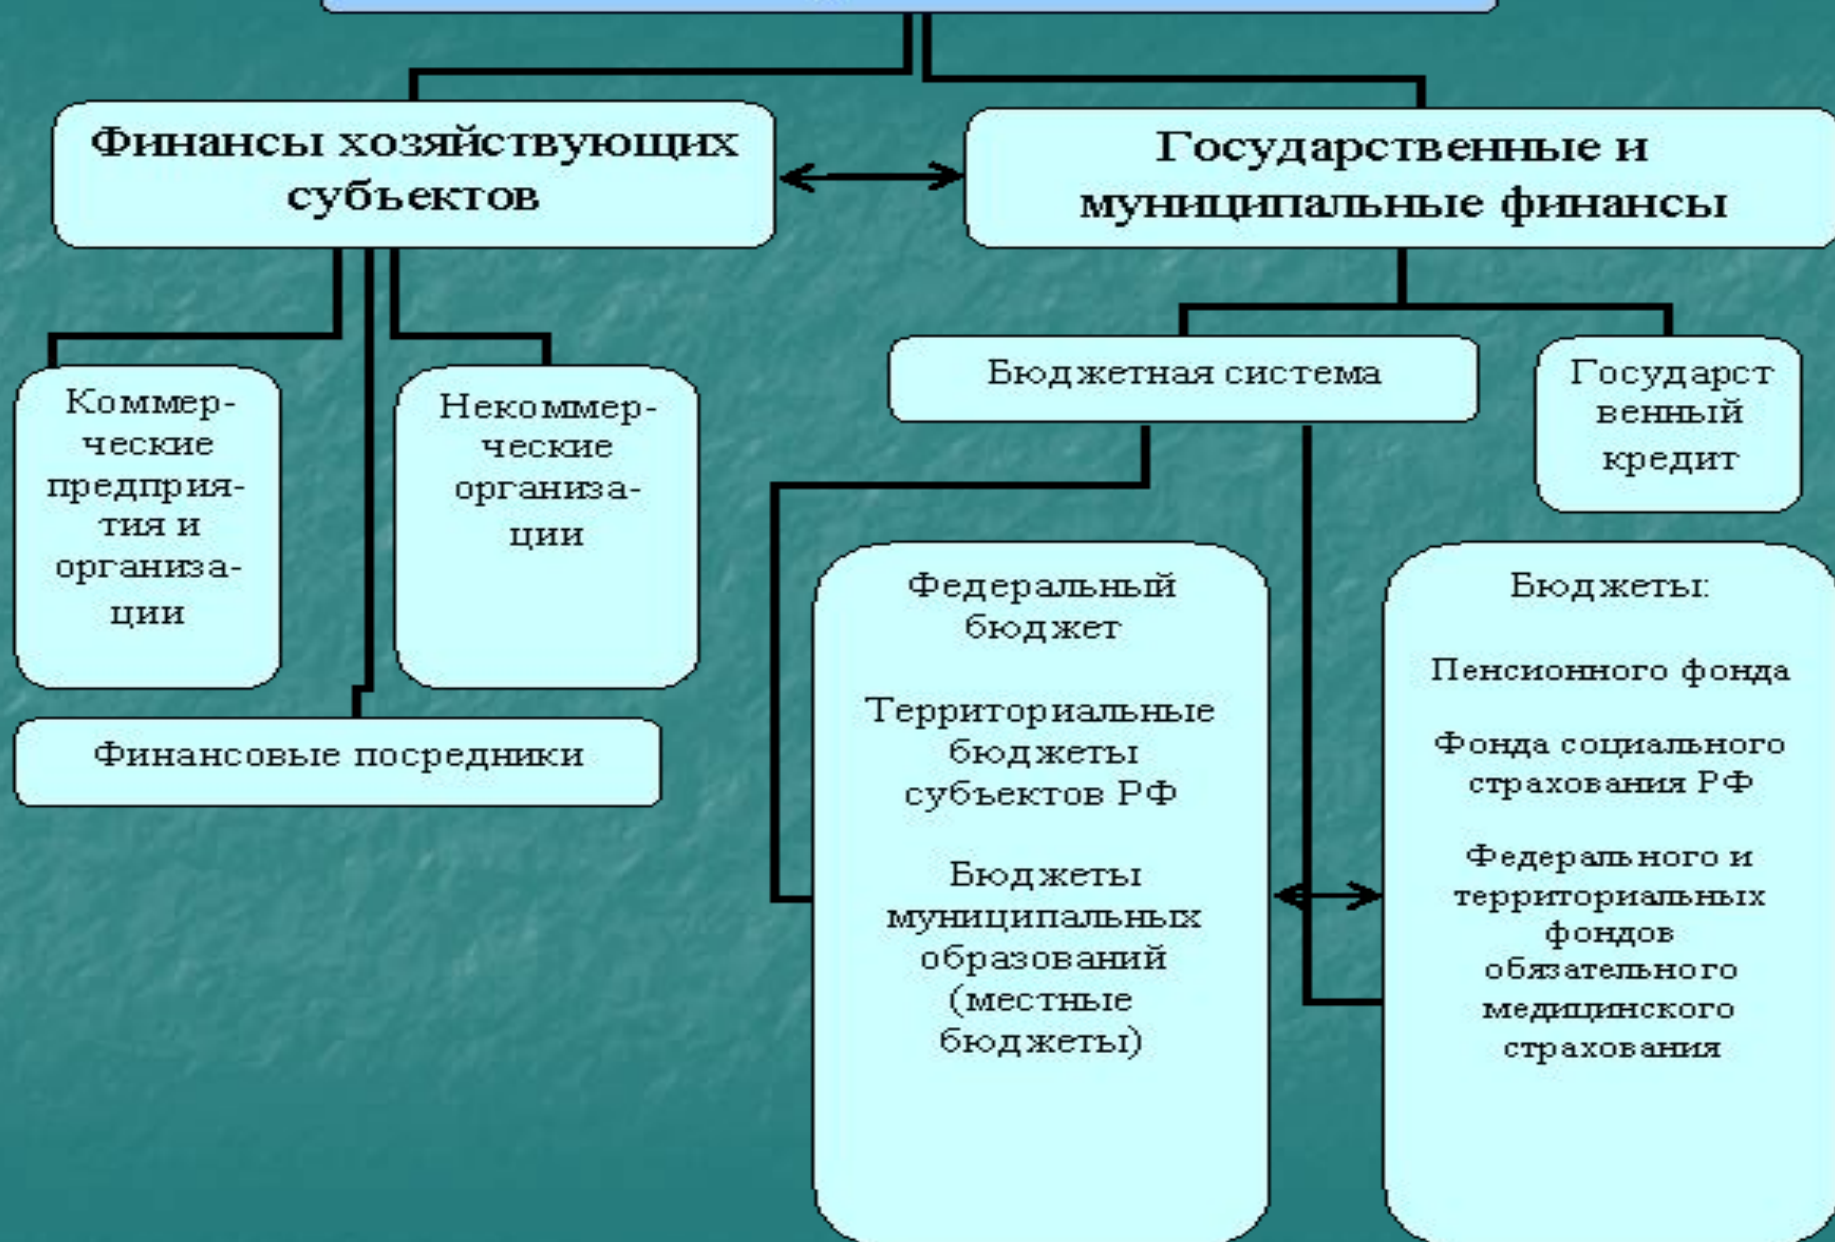 Финансы хозяйствующих
субъектов
Государственные и
муниципальные финансы
Коммер-
ческие
предприя-
тия и
организа-
ции
Некоммер-
ческие
организа-
ции
Финансовые посредники
Бюджетная система
Государст
венный
кредит
Федеральный
бюджет
Территориальные
бюджеты
субъектов РФ
Бюджеты
муниципальных
образований
(местные
бюджеты)
Бюджеты:
Пенсионного фонда
Фонда социального
страхования РФ
Федерального и
территориальных
фондов
обязательного
медицинского
страхования